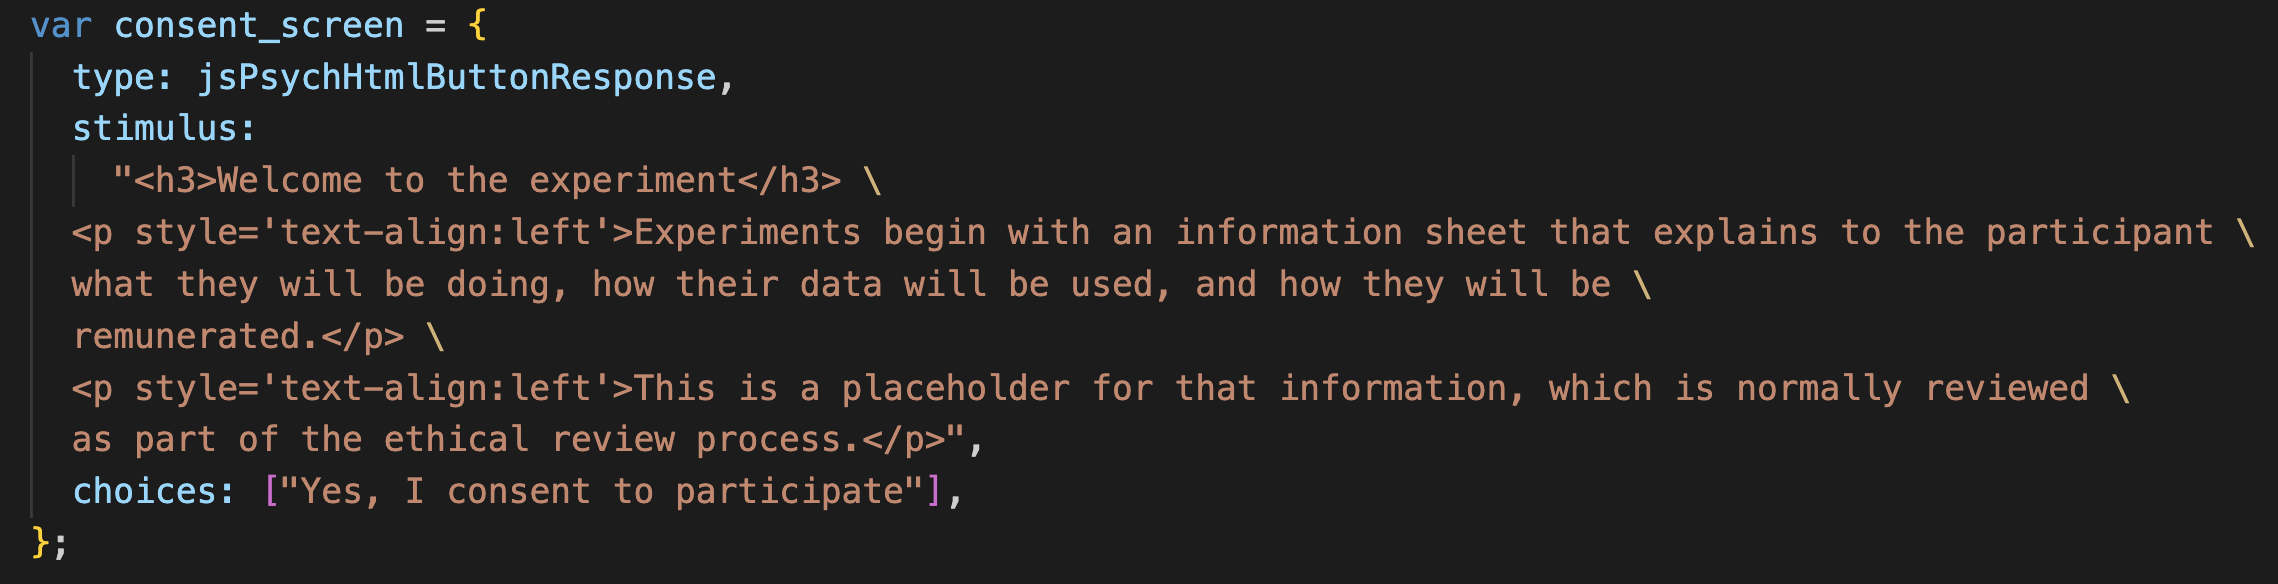 var consent_screen = {
  type: jsPsychHtmlButtonResponse,
  stimulus:
    "<h3>Welcome to the experiment</h3> \
  <p style='text-align:left'>Experiments begin with an information sheet that explains to the participant \
  what they will be doing, how their data will be used, and how they will be \
  remunerated.</p> \
  <p style='text-align:left'>This is a placeholder for that information, which is normally reviewed \
  as part of the ethical review process.</p>",
  choices: ["Yes, I consent to participate"],
};